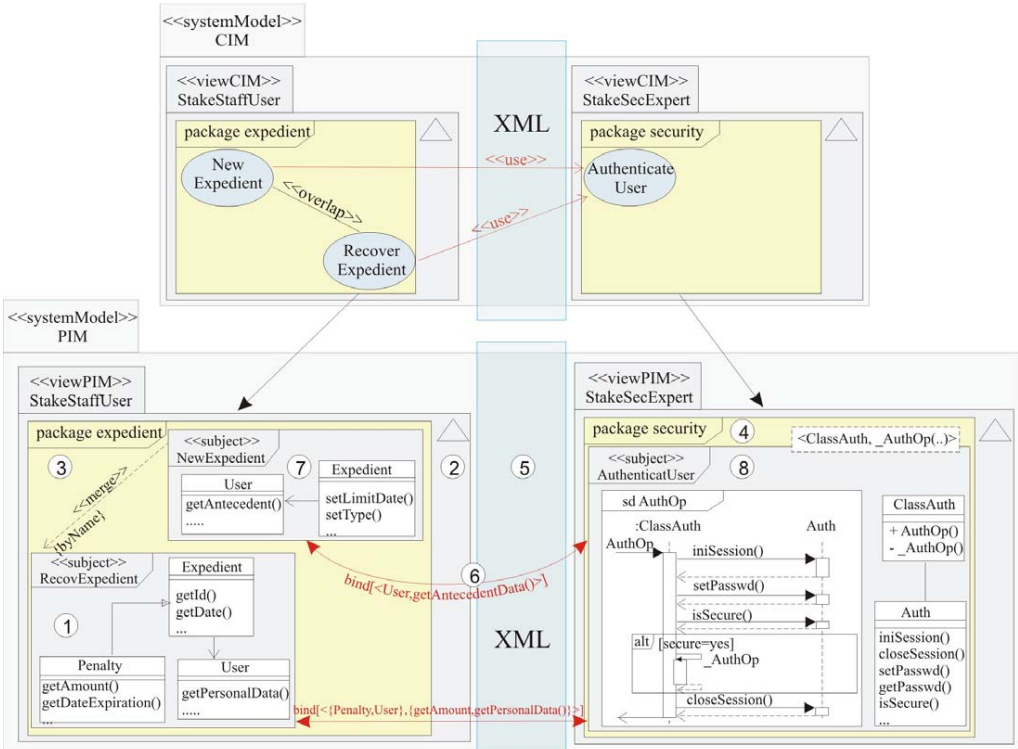 <<systemModel>>
CIM
<<viewCIM>>
StakeStaffUser
package expedient
New
Expedient
<<overlap>>
Recover
Expedient
XML
<<use>>
<<use>>
<<viewCIM>>
StakeSecExpert
package security
Authenticate
User
<<systemModel>>
PIM
<<viewPIM>>
StakeStaffUser
package expedient
3
<<merge>>
{byName}
<<subject>>
NewExpedient
7
User
getAntecedent()
.....
Expedient
setLimitDate()
setType()
...
2
<<subject>>
RecovExpedient
1
Expedient
getId()
getDate()
...
Penalty
getAmount()
getDateExpiration()
...
User
getPersonalData()
.....
5
6
bind[<User,getAntecedentData()>]
XML
bind[<{Penalty,User},{getAmount,getPersonalData()}>]
<<viewPIM>>
StakeSecExpert
package security
4
<ClassAuth, _AuthOp(..)>
<<subject>>
AuthenticatUser
8
sd AuthOp
:ClassAuth
Auth
AuthOp
iniSession()
setPasswd()
isSecure()
alt
[secure=yes]
_AuthOp
closeSession()
ClassAuth
+ AuthOp()
- _AuthOp()
Auth
iniSession()
closeSession()
setPasswd()
getPasswd()
isSecure()
...